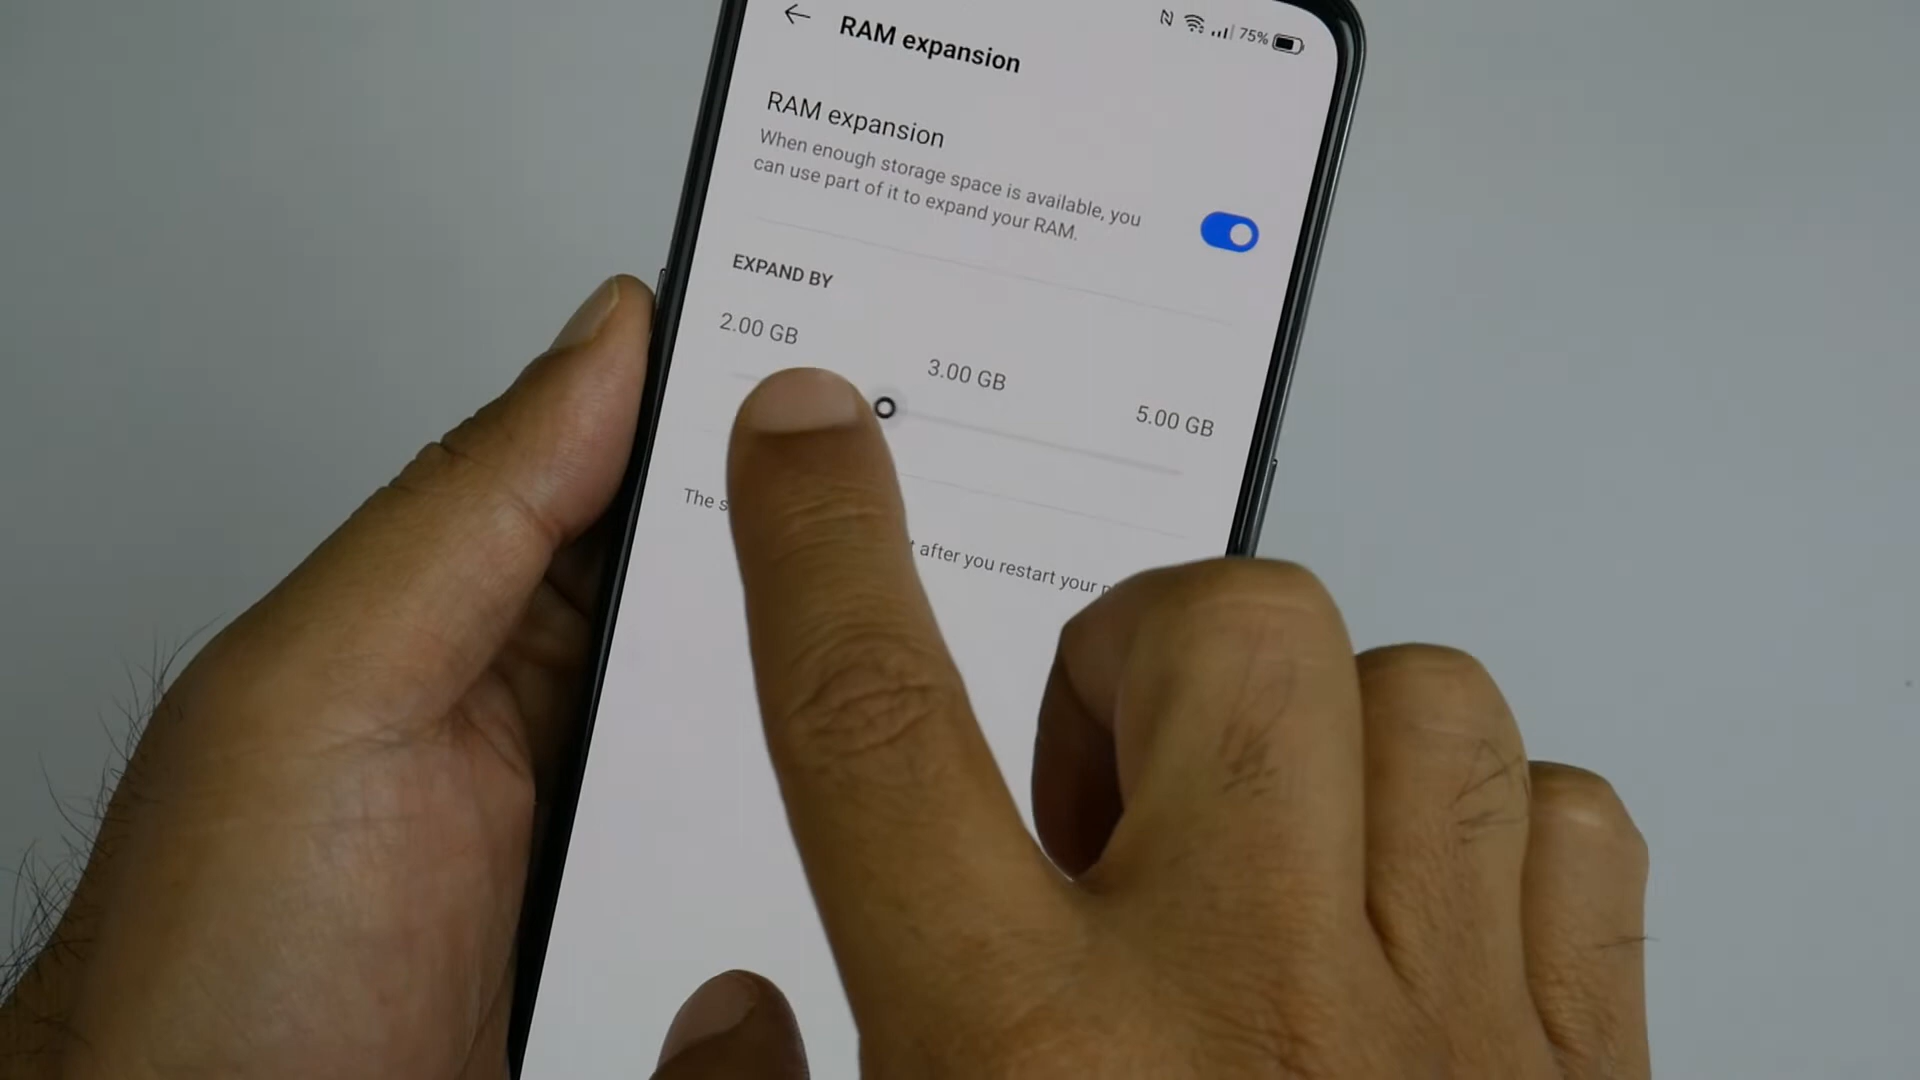 RAM expansion
75%
RAM expansion
When enough storage space is available, you
can use part of it to expand your RAM.
EXPAND BY
2.00 GB
3.00 GB
5.00 GB
The
after you restart your